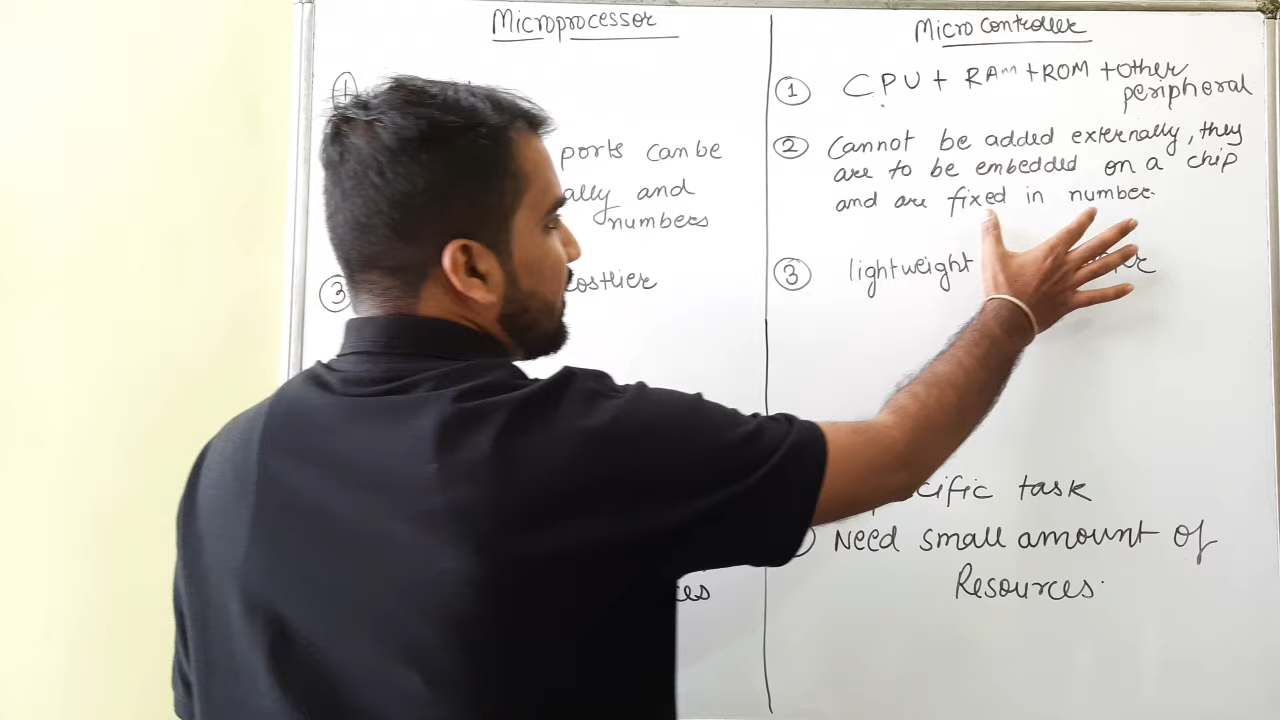 Microprocessor
ports can be
ally and
numbers
3 costlier
Micro controller
1 CPU + RAM + ROM + other
peripheral
2 Cannot be added externally, they
are to be embedded on a chip
and are fixed in number.
3 lightweight
cific task
Need small amount of
Resources.